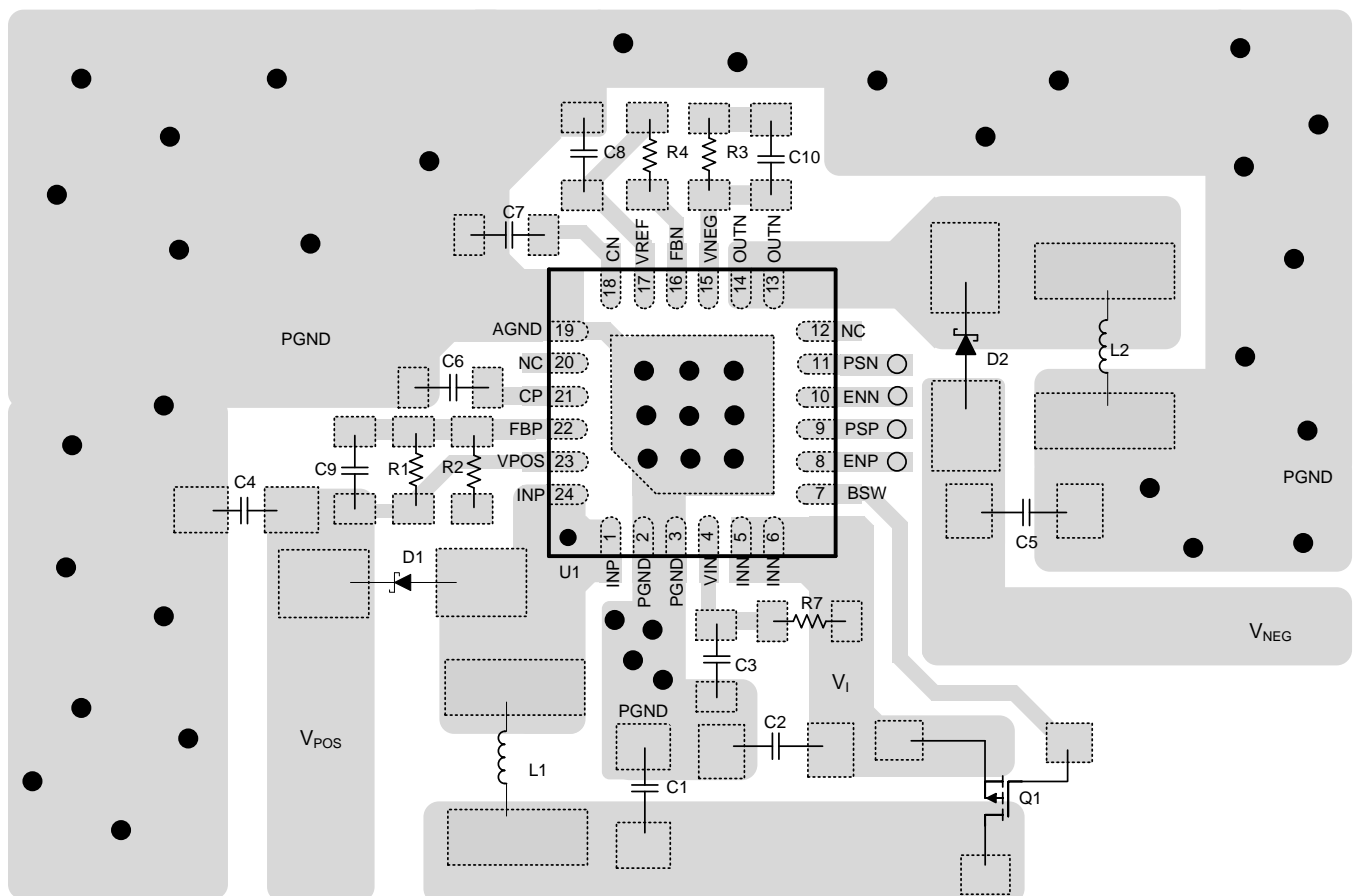 C8
R4
R3
C10
C7
CN
VREF
FBN
VNEG
OUTN
OUTN
18
17
16
15
14
13
PGND
AGND
19
12
NC
D2
L2
NC
20
11
PSN
C6
CP
21
10
ENN
FBP
22
9
PSP
C9
R1
R2
VPOS
23
8
ENP
PGND
C4
INP
24
7
BSW
C5
D1
U1
1
2
3
4
5
6
INP
PGND
PGND
VIN
INN
INN
R7
VNEG
C3
VI
PGND
VPOS
C2
L1
C1
Q1